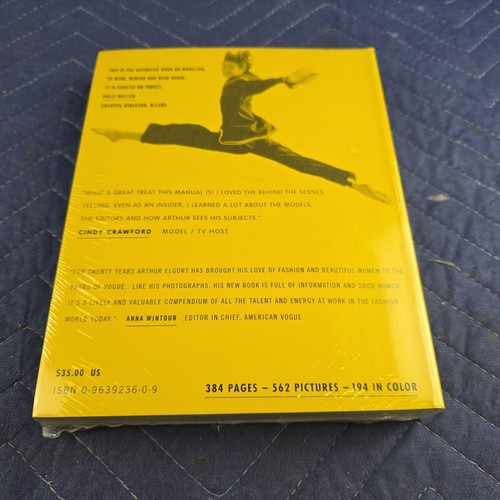 THIS IS THE DEFINITIVE BOOK ON MODELING,
TO READ, REREAD AND READ AGAIN.
IT IS EXACTLY ON TARGET.
POLLY MELLEN
CREATIVE DIRECTOR, ALLURE
"WHAT A GREAT TREAT THIS MANUAL IS! I LOVED THE BEHIND THE SCENES
FEELING. EVEN AS AN INSIDER, I LEARNED A LOT ABOUT THE MODELS,
THE EDITORS AND HOW ARTHUR SEES HIS SUBJECTS."
CINDY CRAWFORD MODEL / TV HOST
"FOR TWENTY YEARS ARTHUR ELGORT HAS BROUGHT HIS LOVE OF FASHION AND BEAUTIFUL WOMEN TO THE
PAGES OF VOGUE. LIKE HIS PHOTOGRAPHS, HIS NEW BOOK IS FULL OF INFORMATION AND GOOD HUMOR.
IT'S A LIVELY AND VALUABLE COMPENDIUM OF ALL THE TALENT AND ENERGY AT WORK IN THE FASHION
WORLD TODAY." ANNA WINTOUR EDITOR IN CHIEF, AMERICAN VOGUE
$35.00 US
ISBN 0-9639236-0-9
384 PAGES – 562 PICTURES – 194 IN COLOR